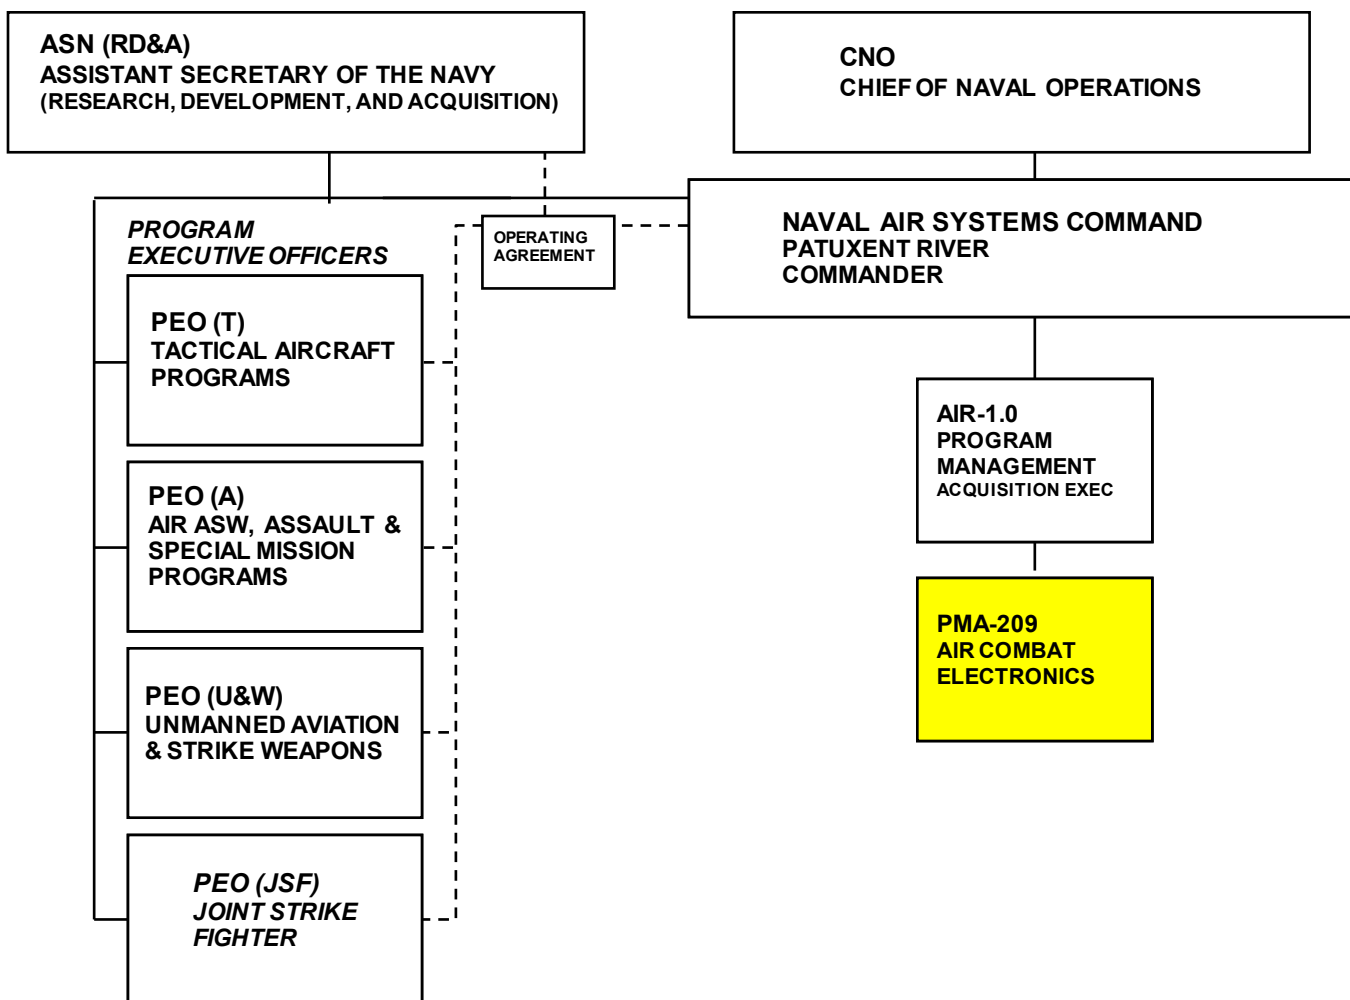 ASN (RD&A)
ASSISTANT SECRETARY OF THE NAVY
(RESEARCH, DEVELOPMENT, AND ACQUISITION)
CNO
CHIEF OF NAVAL OPERATIONS
PROGRAM
EXECUTIVE OFFICERS
OPERATING
AGREEMENT
NAVAL AIR SYSTEMS COMMAND
PATUXENT RIVER
COMMANDER
PEO (T)
TACTICAL AIRCRAFT
PROGRAMS
PEO (A)
AIR ASW, ASSAULT &
SPECIAL MISSION
PROGRAMS
PEO (U&W)
UNMANNED AVIATION
& STRIKE WEAPONS
PEO (JSF)
JOINT STRIKE
FIGHTER
AIR-1.0
PROGRAM
MANAGEMENT
ACQUISITION EXEC
PMA-209
AIR COMBAT
ELECTRONICS